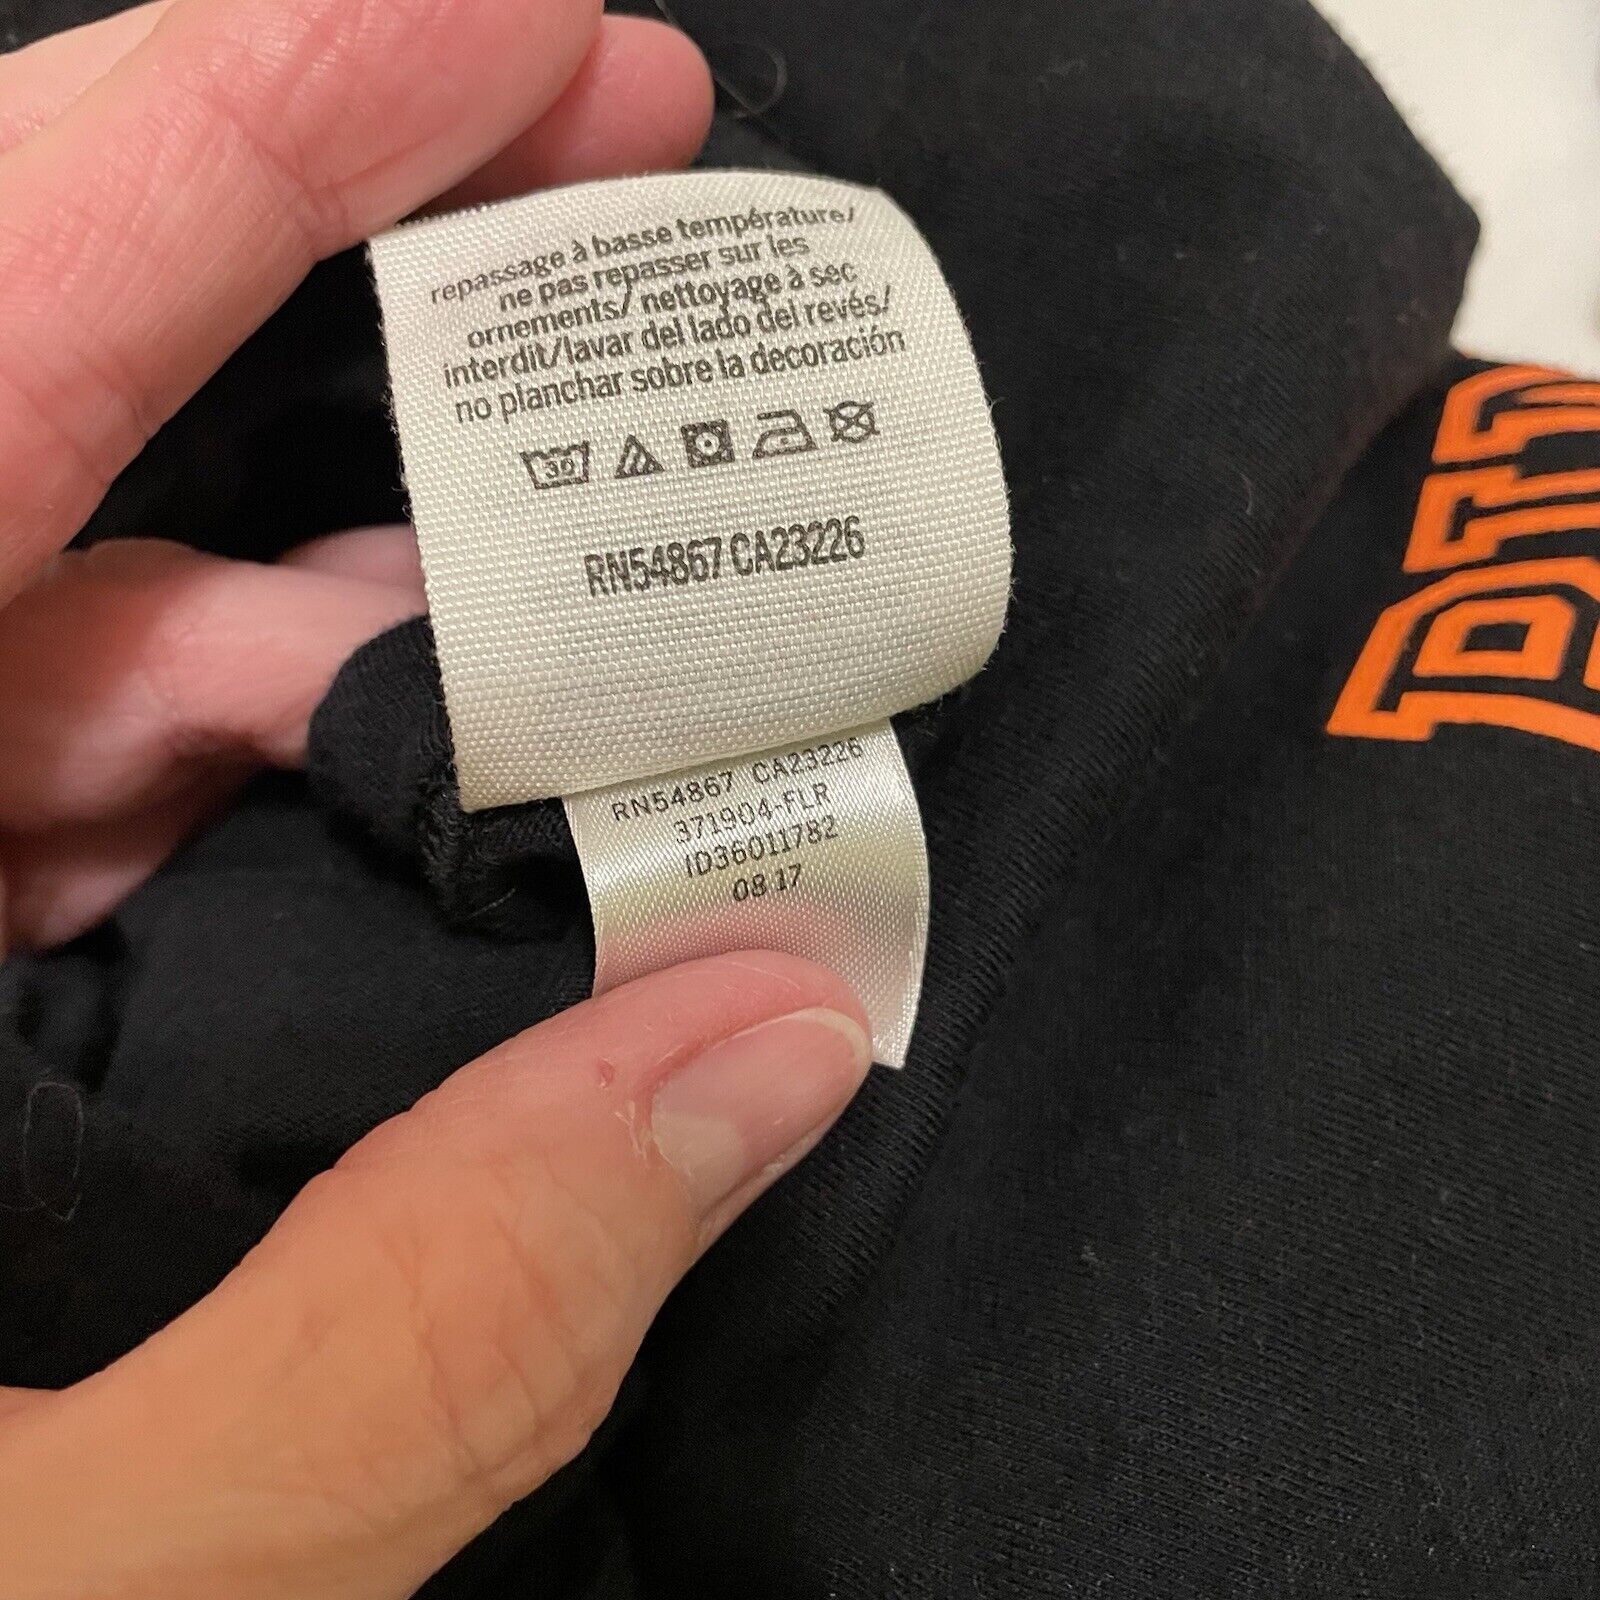 repassage à basse température/
ne pas repasser sur les
ornements/ nettoyage à sec
interdit/lavar del lado del revés/
no planchar sobre la decoración
30
RN54867 CA23226
RN54867 CA23226
371904-FLR
ID36011782
08 17